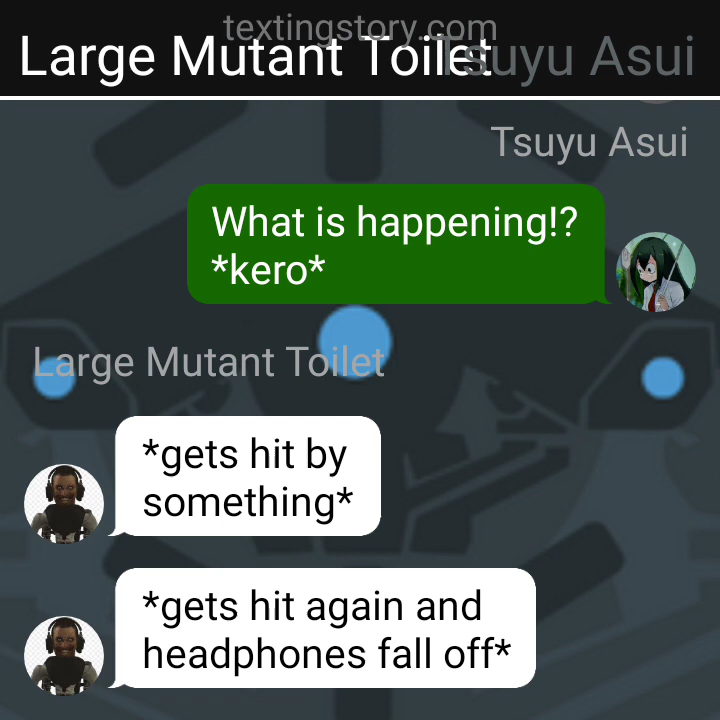 textingstory.com
Large Mutant Toilet
Tsuyu Asui
Tsuyu Asui
What is happening!?
*kero*
Large Mutant Toilet
*gets hit by
something*
*gets hit again and
headphones fall off*